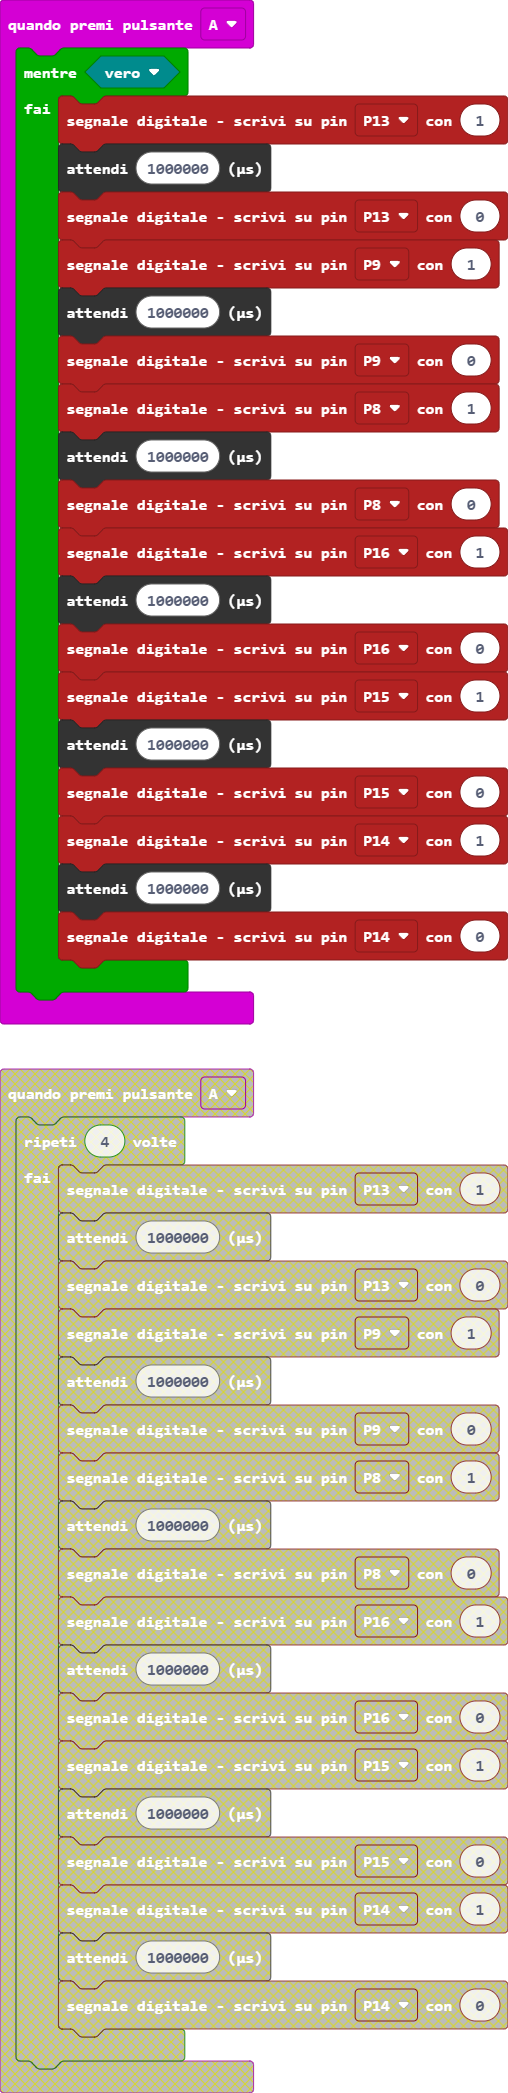 quando premi pulsante A
mentre vero
fai
segnale digitale - scrivi su pin P13 con 1
attendi 1000000 (µs)
segnale digitale - scrivi su pin P13 con 0
segnale digitale - scrivi su pin P9 con 1
attendi 1000000 (µs)
segnale digitale - scrivi su pin P9 con 0
segnale digitale - scrivi su pin P8 con 1
attendi 1000000 (µs)
segnale digitale - scrivi su pin P8 con 0
segnale digitale - scrivi su pin P16 con 1
attendi 1000000 (µs)
segnale digitale - scrivi su pin P16 con 0
segnale digitale - scrivi su pin P15 con 1
attendi 1000000 (µs)
segnale digitale - scrivi su pin P15 con 0
segnale digitale - scrivi su pin P14 con 1
attendi 1000000 (µs)
segnale digitale - scrivi su pin P14 con 0
quando premi pulsante A
ripeti 4 volte
fai
segnale digitale - scrivi su pin P13 con 1
attendi 1000000 (µs)
segnale digitale - scrivi su pin P13 con 0
segnale digitale - scrivi su pin P9 con 1
attendi 1000000 (µs)
segnale digitale - scrivi su pin P9 con 0
segnale digitale - scrivi su pin P8 con 1
attendi 1000000 (µs)
segnale digitale - scrivi su pin P8 con 0
segnale digitale - scrivi su pin P16 con 1
attendi 1000000 (µs)
segnale digitale - scrivi su pin P16 con 0
segnale digitale - scrivi su pin P15 con 1
attendi 1000000 (µs)
segnale digitale - scrivi su pin P15 con 0
segnale digitale - scrivi su pin P14 con 1
attendi 1000000 (µs)
segnale digitale - scrivi su pin P14 con 0